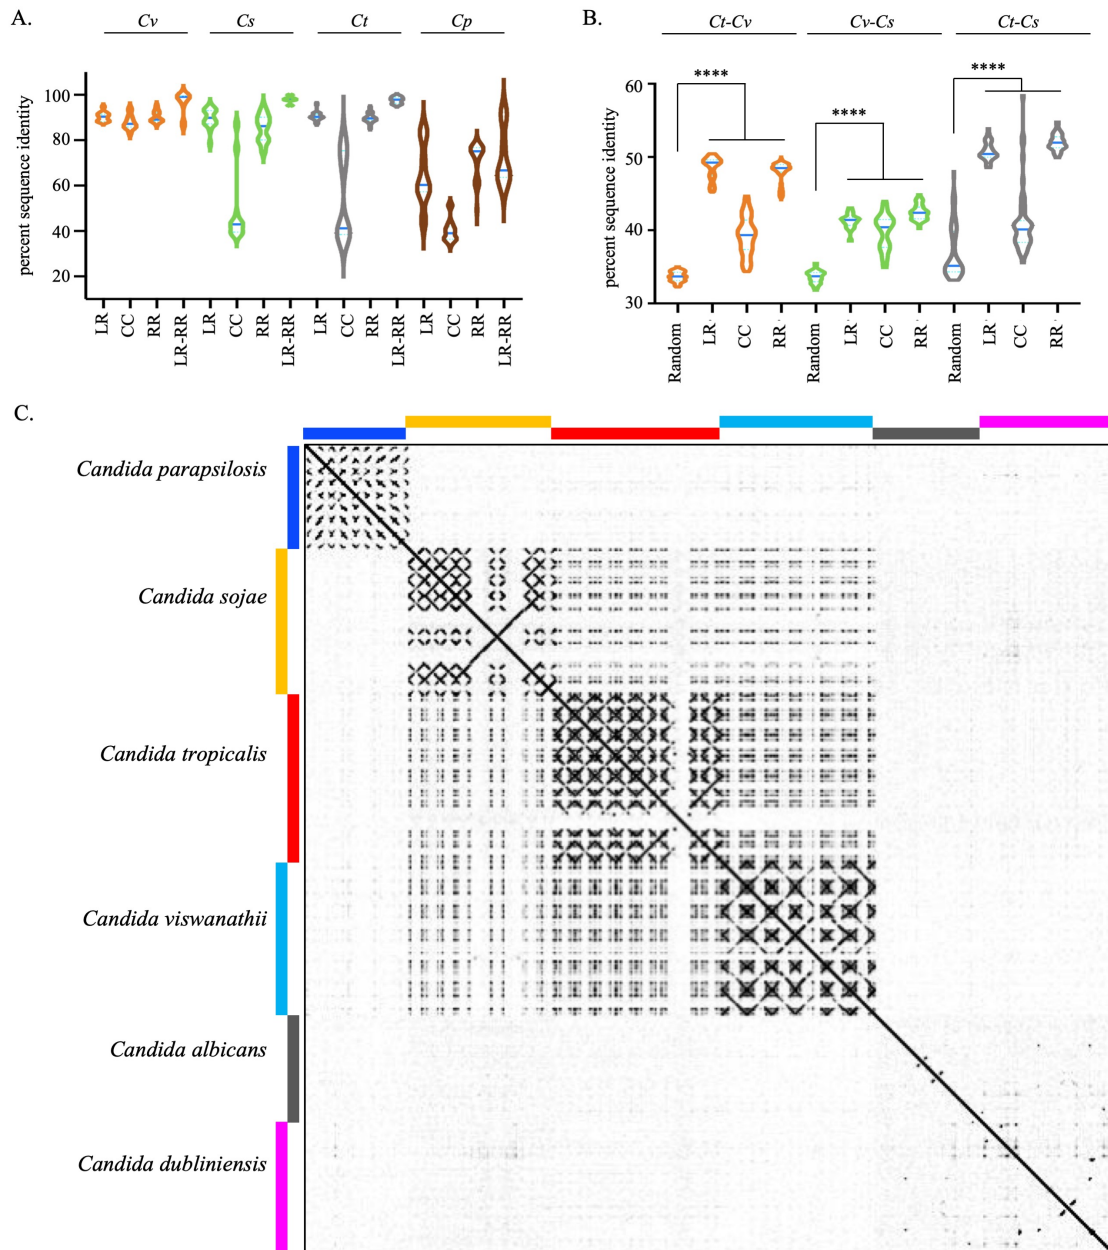 A.
Cv Cs Ct Cp
percent sequence identity
100
80
60
40
20
LR CC RR LR-RR LR CC RR LR-RR LR CC RR LR-RR LR CC RR LR-RR
B.
Ct-Cv Cv-Cs Ct-Cs
percent sequence identity
60
50
40
30
**** **** ****
Random LR CC RR Random LR CC RR Random LR CC RR
C.
Candida parapsilosis
Candida sojae
Candida tropicalis
Candida viswanathii
Candida albicans
Candida dubliniensis